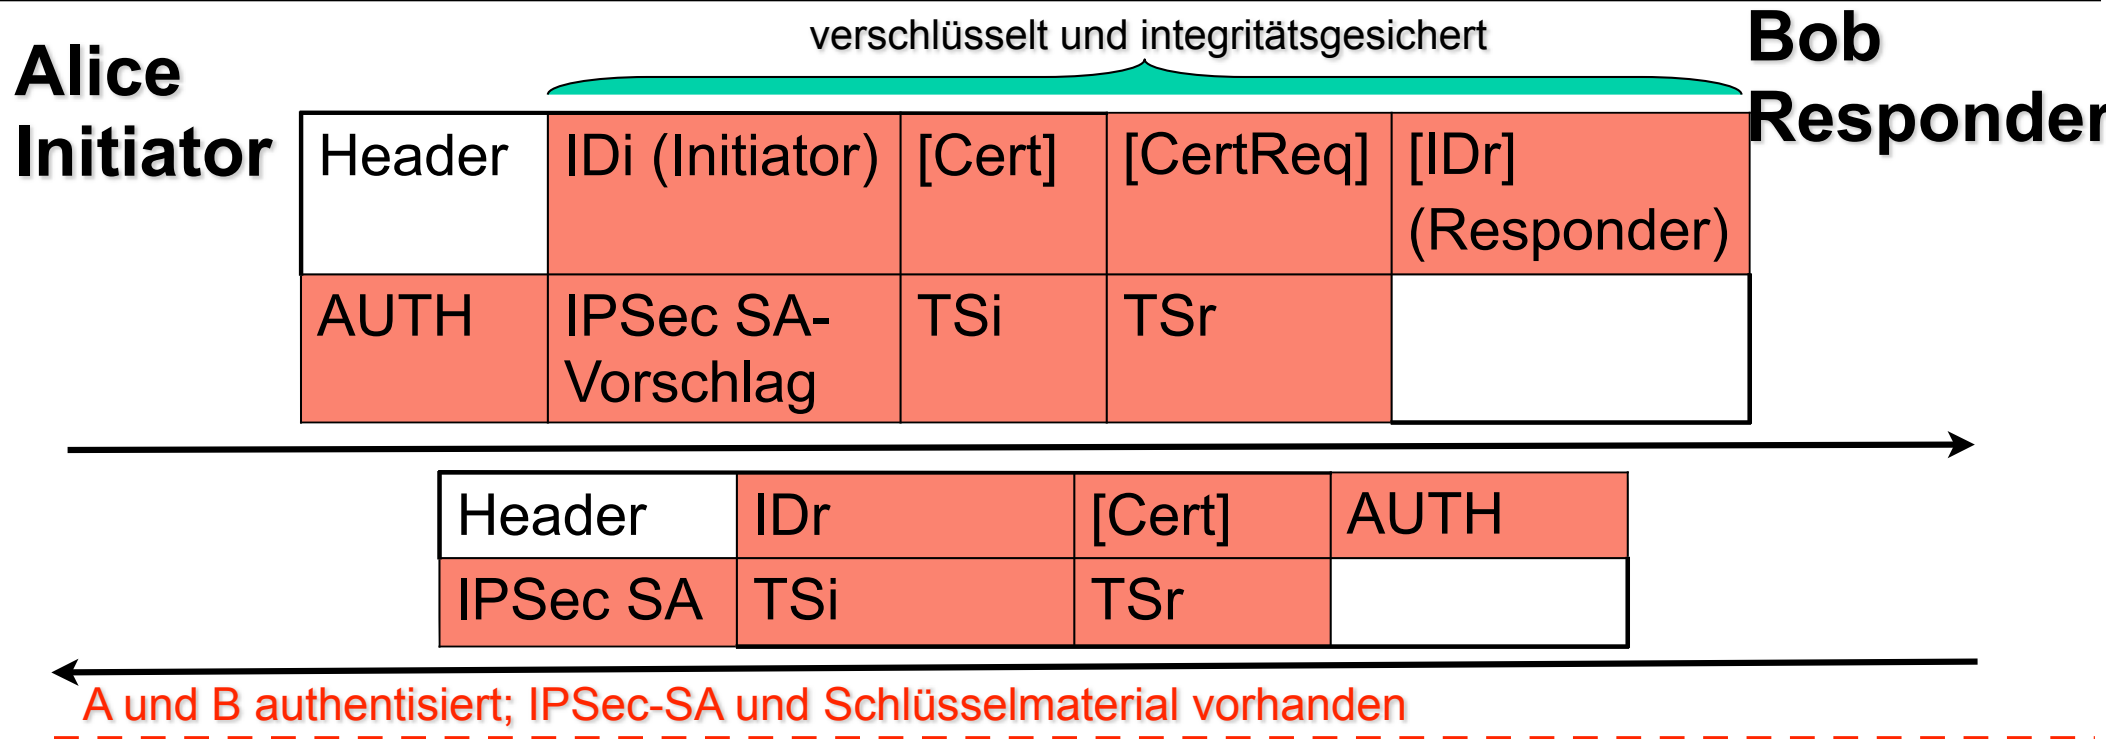 verschlüsselt und integritätsgesichert
Alice
Initiator
Bob
Responder
Header IDi (Initiator) [Cert] [CertReq] [IDr]
(Responder)
AUTH IPSec SA- TSi TSr
Vorschlag
Header IDr [Cert] AUTH
IPSec SA TSi TSr
A und B authentisiert; IPSec-SA und Schlüsselmaterial vorhanden